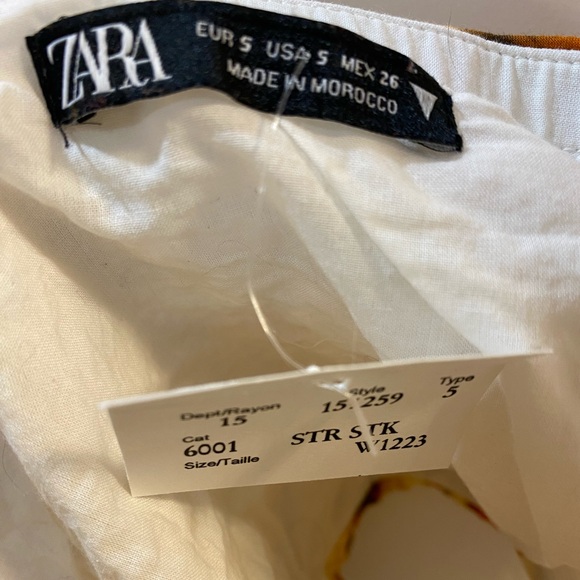 ZARA
EUR S USA S MEX 26
MADE IN MOROCCO
Dept/Rayon Style Type
15 151259 5
Cat
6001 STR STK
Size/Taille W1223